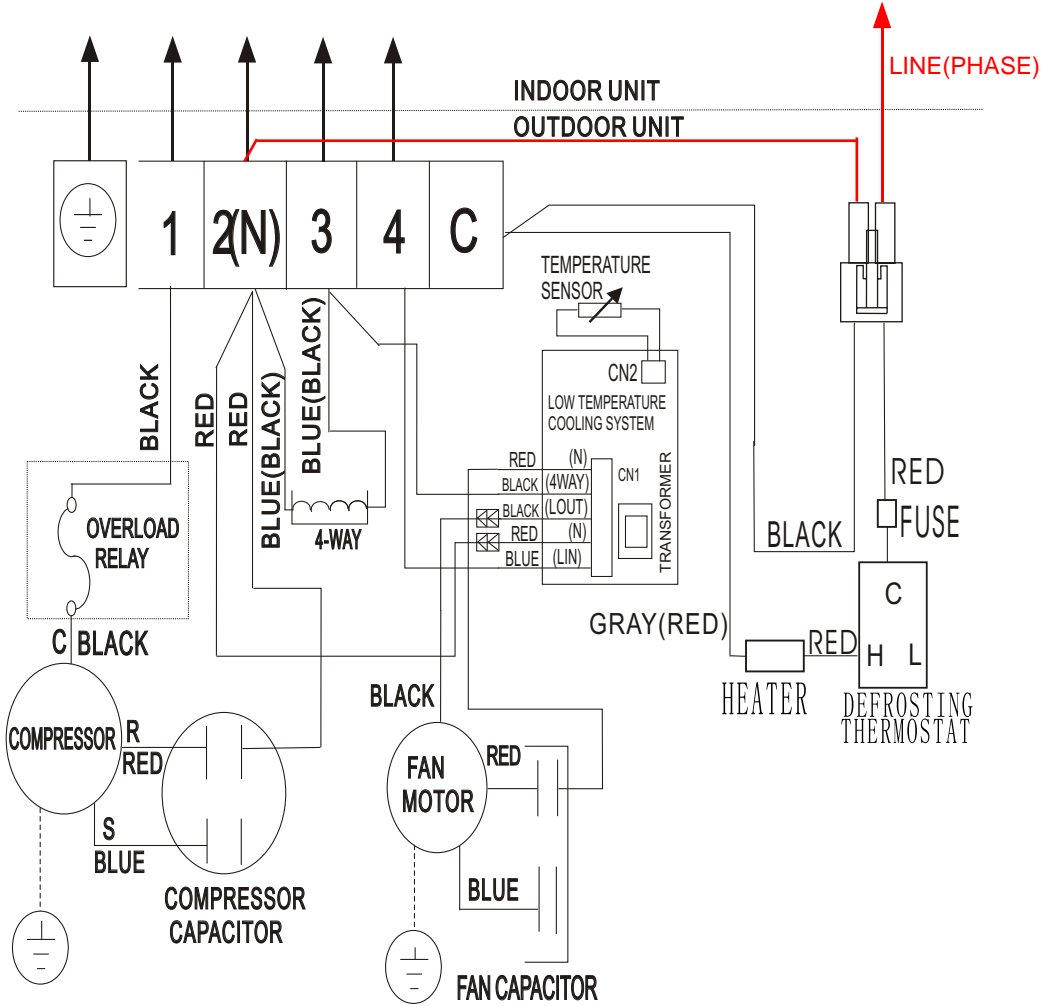 LINE(PHASE)
INDOOR UNIT
OUTDOOR UNIT
1
2(N)
3
4
C
TEMPERATURE
SENSOR
CN2
LOW TEMPERATURE
COOLING SYSTEM
BLACK
RED
RED
BLUE(BLACK)
BLUE(BLACK)
4-WAY
RED
(N)
BLACK
(4WAY)
BLACK
(LOUT)
RED
(N)
BLUE
(LIN)
CN1
TRANSFORMER
OVERLOAD
RELAY
C
BLACK
COMPRESSOR
R
RED
S
BLUE
COMPRESSOR
CAPACITOR
BLACK
FAN
MOTOR
RED
BLUE
FAN CAPACITOR
BLACK
RED
FUSE
GRAY(RED)
RED
HEATER
C
H
L
DEFROSTING
THERMOSTAT